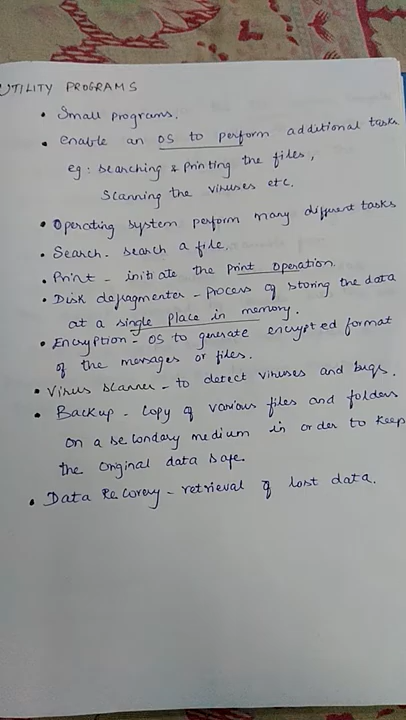 UTILITY PROGRAMS
• Small programs.
• enable an OS to perform additional tasks
eg: searching & printing the files,
Scanning the viruses etc.
• Operating system perform many different tasks
• Search - search a file.
• Print - initiate the print operation.
• Disk defragmenter - process of storing the data
at a single place in memory.
• Encryption - OS to generate encrypted format
of the messages or files.
• Virus scanner - to detect viruses and bugs.
• Backup - copy of various files and folders
on a secondary medium in order to keep
the original data safe.
• Data Recovery - retrieval of lost data.